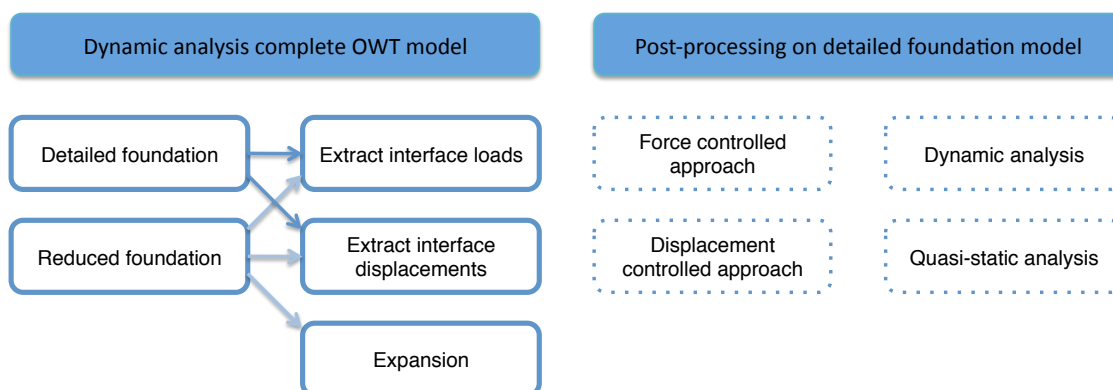 Dynamic analysis complete OWT model
Post-processing on detailed foundation model
Detailed foundation
Extract interface loads
Force controlled
approach
Dynamic analysis
Reduced foundation
Extract interface
displacements
Displacement
controlled approach
Quasi-static analysis
Expansion